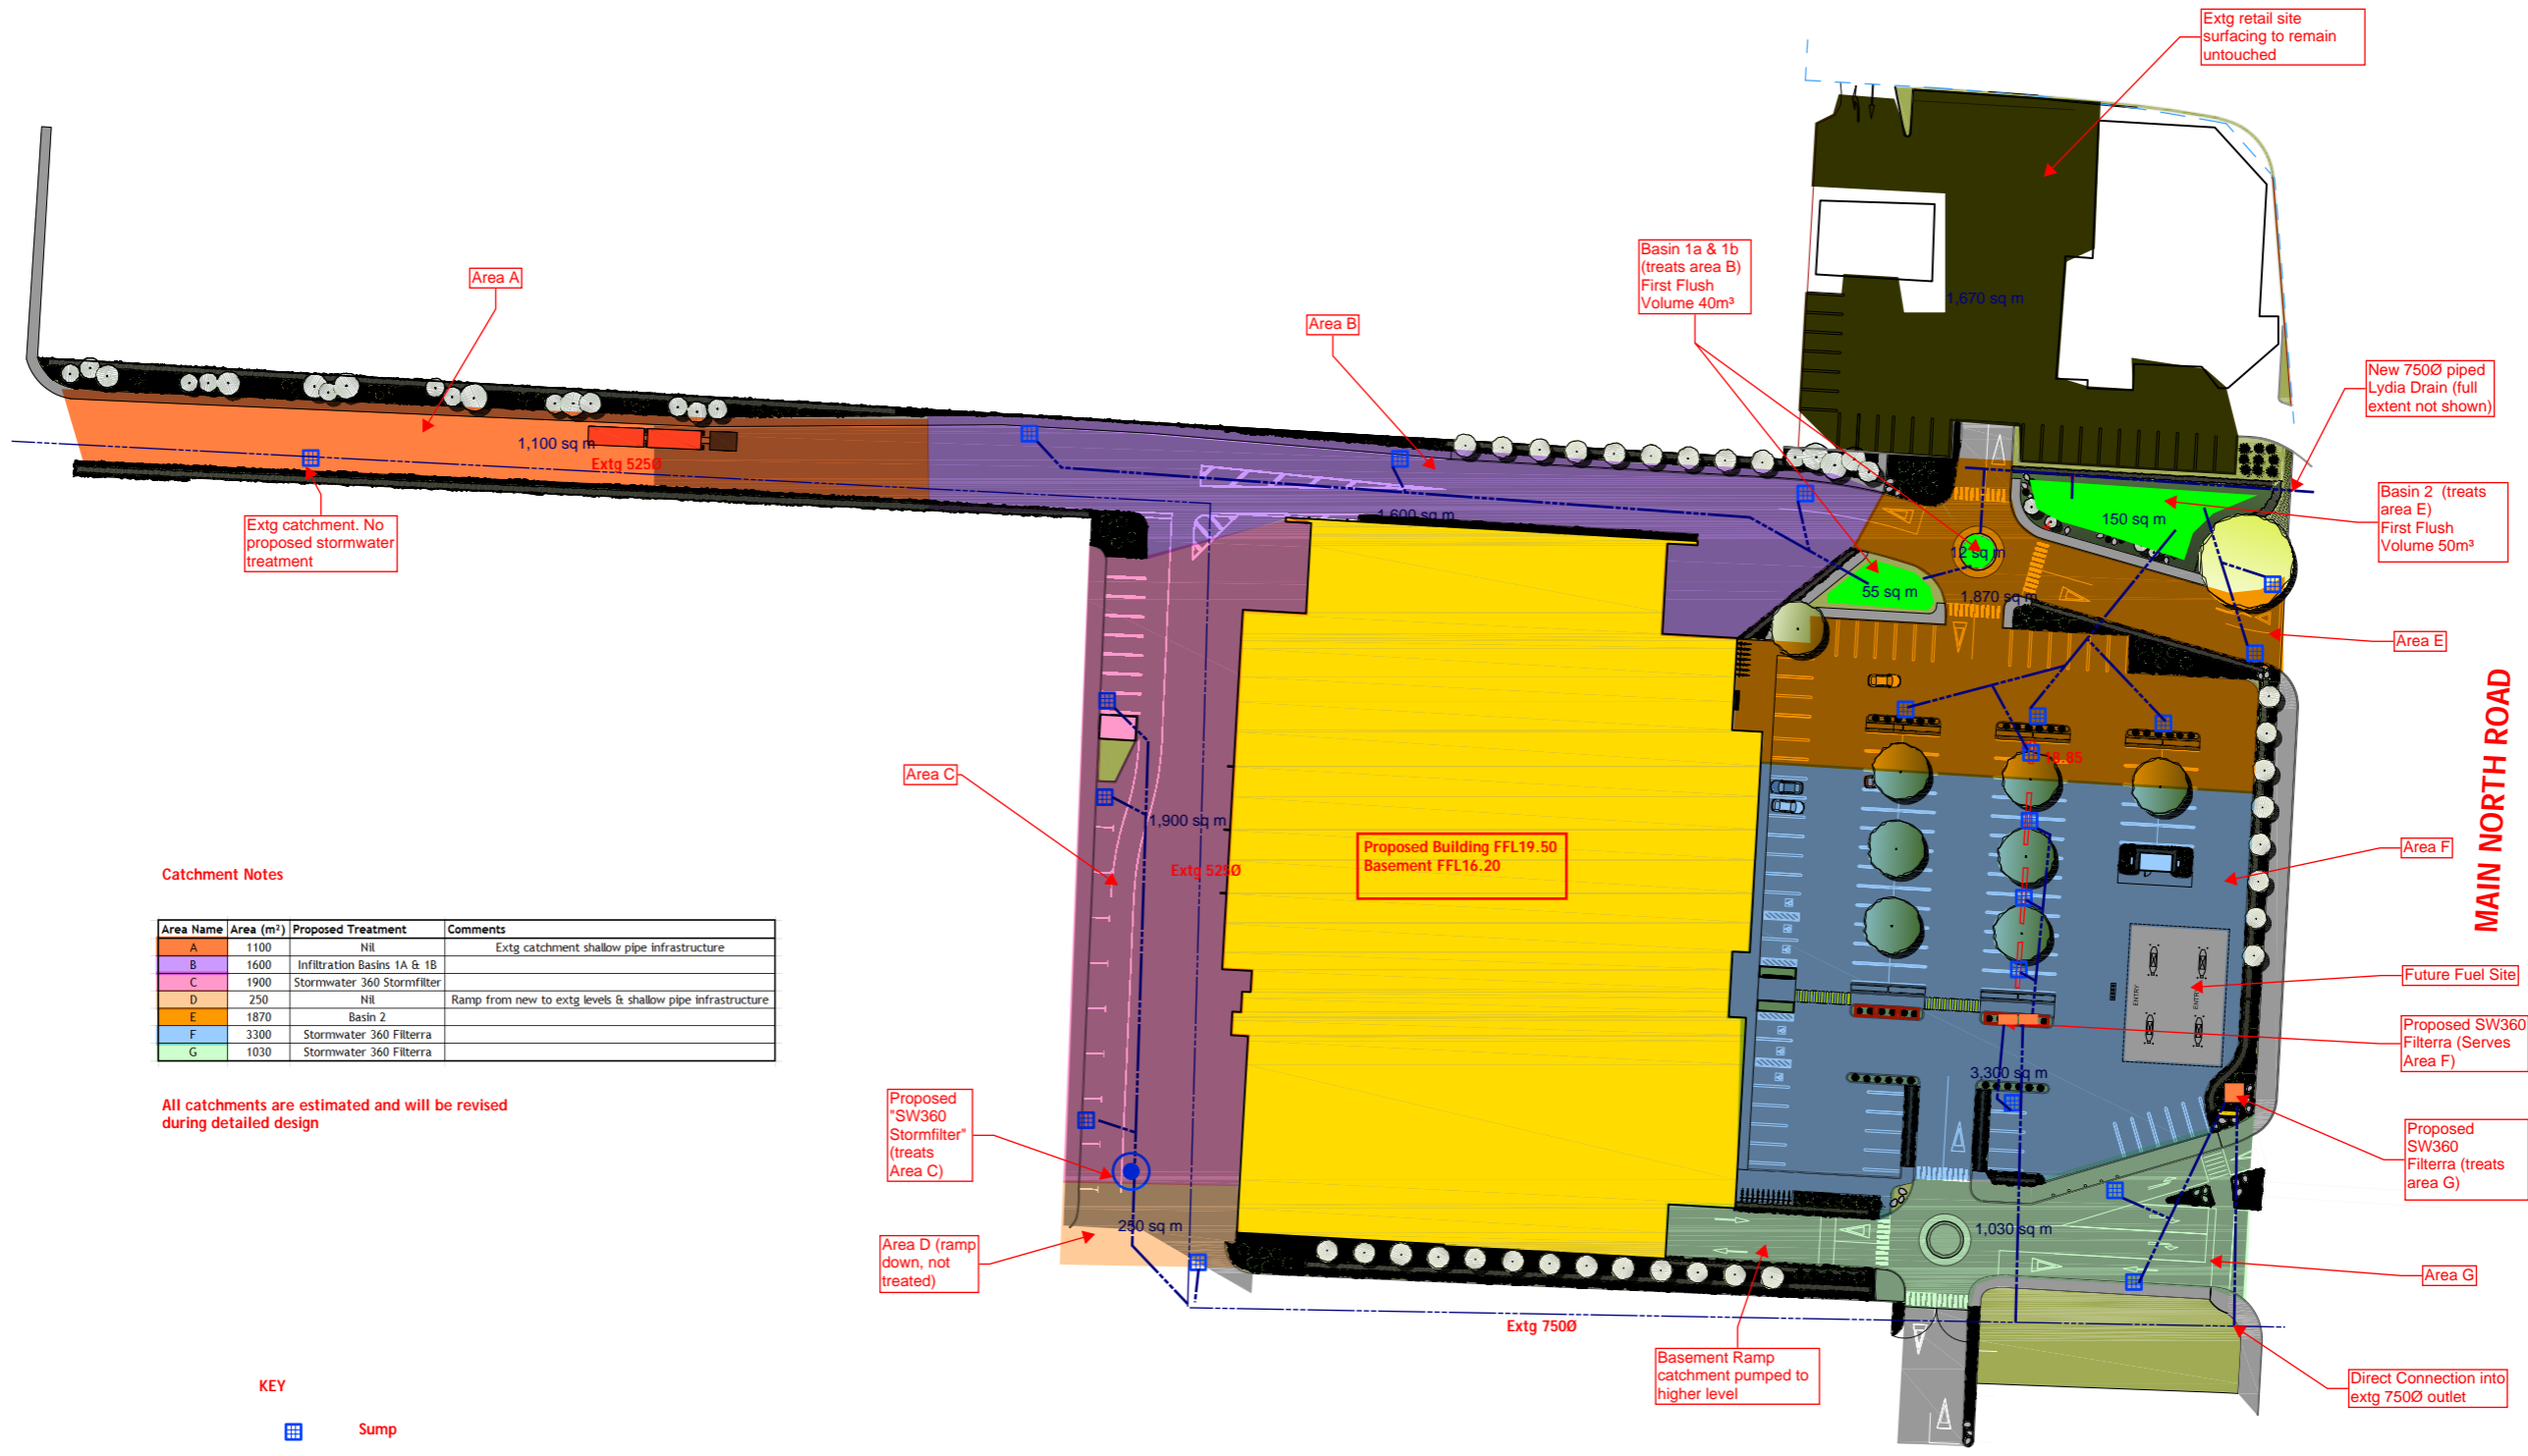 Extg retail site
surfacing to remain
untouched
Area A
Basin 1a & 1b
(treats area B)
First Flush
Volume 40m³
1,670 sq m
Area B
New 750Ø piped
Lydia Drain (full
extent not shown)
1,100 sq m
Extg 525Ø
Extg catchment. No
proposed stormwater
treatment
1,600 sq m
150 sq m
Basin 2 (treats
area E)
First Flush
Volume 50m³
12 sq m
55 sq m
1,870 sq m
Area E
MAIN NORTH ROAD
18.85
Area C
1,900 sq m
Extg 525Ø
Proposed Building FFL19.50
Basement FFL16.20
Area F
Catchment Notes
Area Name Area (m²) Proposed Treatment Comments
A 1100 Nil Extg catchment shallow pipe infrastructure
B 1600 Infiltration Basins 1A & 1B
C 1900 Stormwater 360 Stormfilter
D 250 Nil Ramp from new to extg levels & shallow pipe infrastructure
E 1870 Basin 2
F 3300 Stormwater 360 Filterra
G 1030 Stormwater 360 Filterra
All catchments are estimated and will be revised
during detailed design
Future Fuel Site
ENTRY
ENTRY
Proposed SW360
Filterra (Serves
Area F)
3,300 sq m
Proposed
"SW360
Stormfilter"
(treats
Area C)
Proposed
SW360
Filterra (treats
area G)
250 sq m
1,030 sq m
Area D (ramp
down, not
treated)
Area G
Extg 750Ø
Basement Ramp
catchment pumped to
higher level
Direct Connection into
extg 750Ø outlet
KEY
Sump